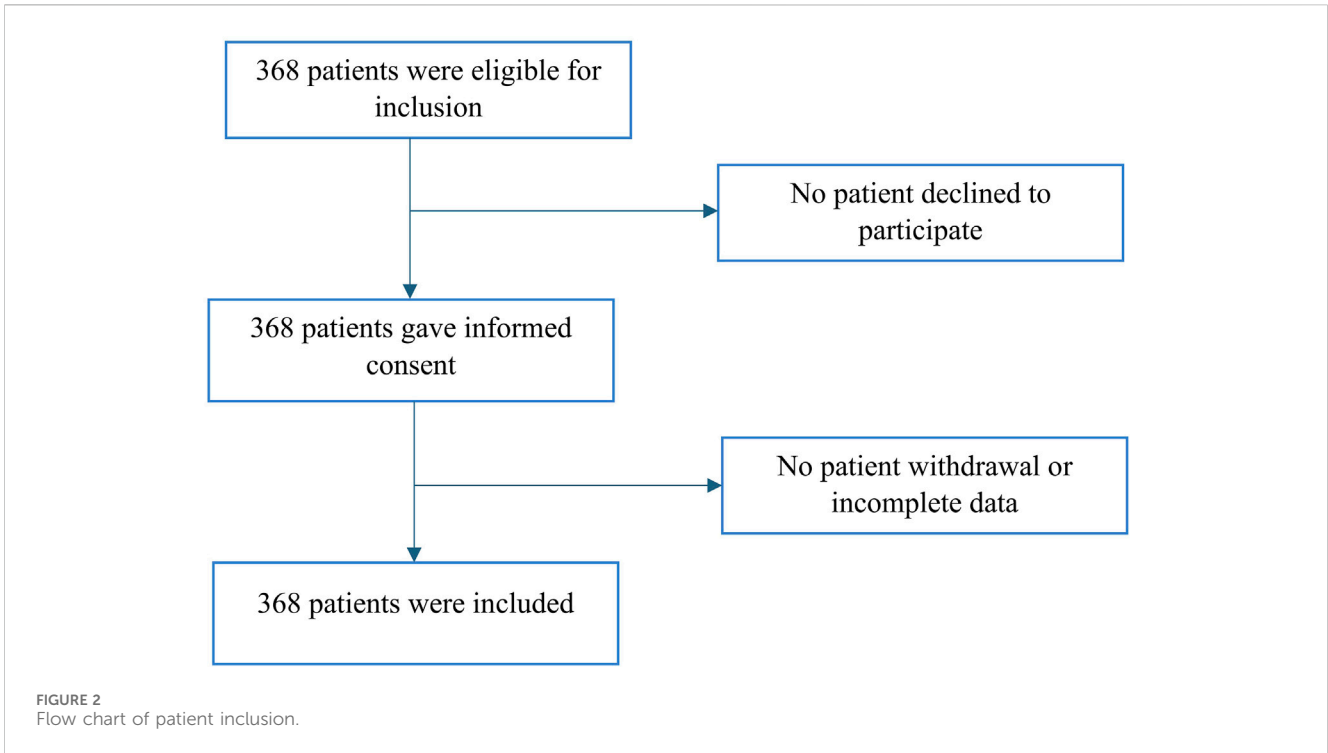 368 patients were eligible for
inclusion
No patient declined to
participate
368 patients gave informed
consent
No patient withdrawal or
incomplete data
368 patients were included
FIGURE 2
Flow chart of patient inclusion.